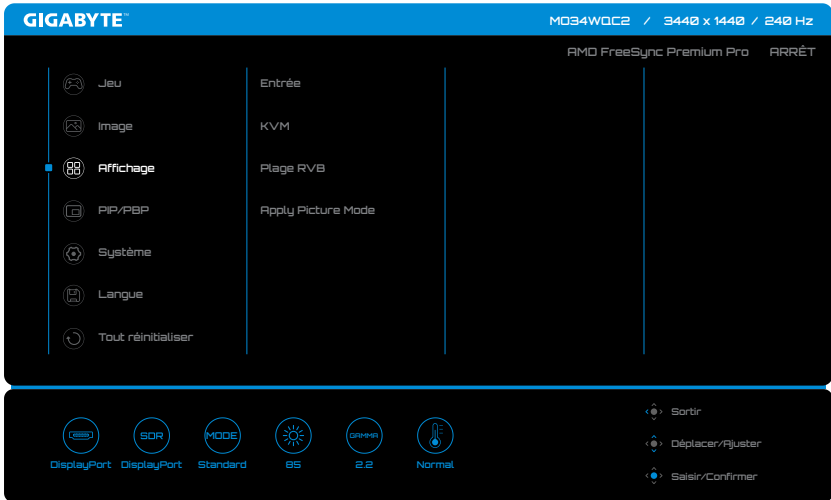 GIGABYTE™
MO34WQC2 / 3440 x 1440 / 240 Hz
AMD FreeSync Premium Pro ARRÊT
Jeu
Entrée
Image
KVM
Affichage
Plage RVB
PIP/PBP
Apply Picture Mode
Système
Langue
Tout réinitialiser
SDR
MODE
GAMMA
DisplayPort
DisplayPort
Standard
85
2.2
Normal
Sortir
Déplacer/Ajuster
Saisir/Confirmer